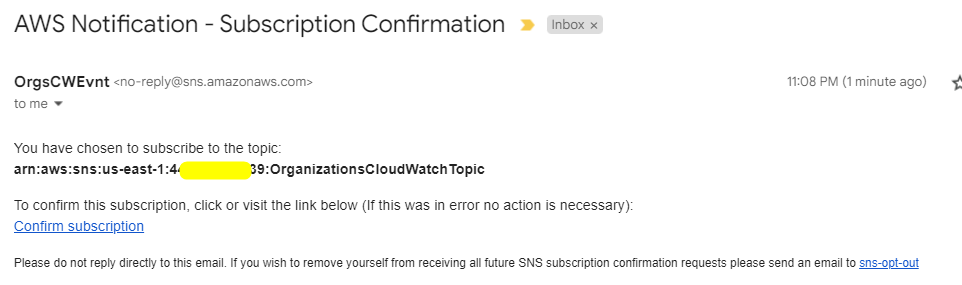 AWS Notification - Subscription Confirmation Inbox ×
OrgsCWEvnt <no-reply@sns.amazonaws.com> 11:08 PM (1 minute ago)
to me
You have chosen to subscribe to the topic:
arn:aws:sns:us-east-1:44 39:OrganizationsCloudWatchTopic
To confirm this subscription, click or visit the link below (If this was in error no action is necessary):
Confirm subscription
Please do not reply directly to this email. If you wish to remove yourself from receiving all future SNS subscription confirmation requests please send an email to sns-opt-out